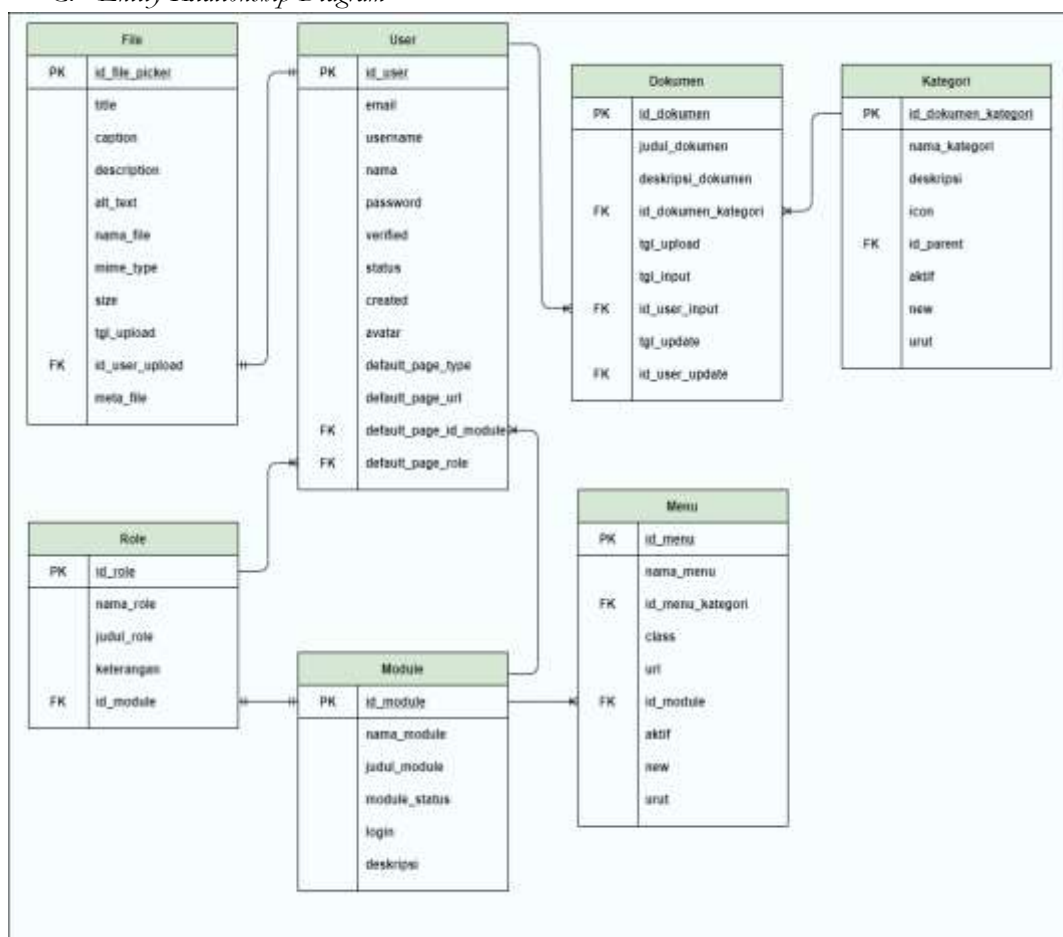 Entity Relationship Diagram
File
PK id_file_picker
title
caption
description
alt_text
nama_file
mime_type
size
tgl_upload
FK id_user_upload
meta_file
User
PK id_user
email
username
nama
password
verified
status
created
avatar
default_page_type
default_page_url
FK default_page_id_module
FK default_page_role
Dokumen
PK id_dokumen
judul_dokumen
deskripsi_dokumen
FK id_dokumen_kategori
tgl_upload
tgl_input
FK id_user_input
tgl_update
FK id_user_update
Kategori
PK id_dokumen_kategori
nama_kategori
deskripsi
icon
FK id_parent
aktif
new
urut
Role
PK id_role
nama_role
judul_role
keterangan
FK id_module
Module
PK id_module
nama_module
judul_module
module_status
login
deskripsi
Menu
PK id_menu
nama_menu
FK id_menu_kategori
class
url
FK id_module
aktif
new
urut